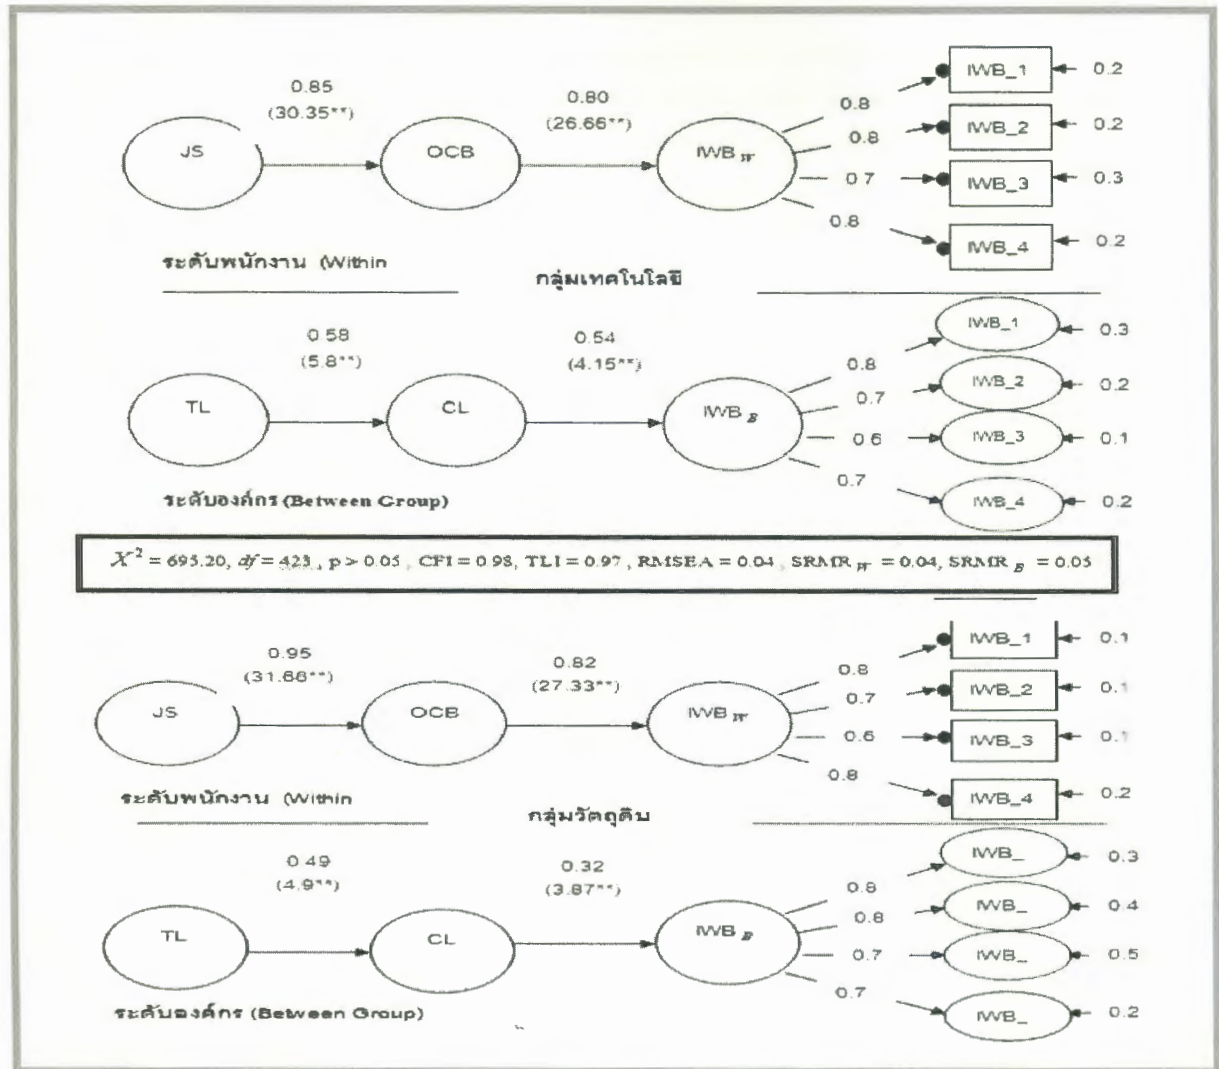 0.85
(30.35**)
0.80
(26.66**)
JS
OCB
IWB W
0.8
0.8
0.7
0.8
IWB_1
0.2
IWB_2
0.2
IWB_3
0.3
IWB_4
0.2
ระดับพนักงาน (Within
กลุ่มเทคโนโลยี
0.58
(5.8**)
0.54
(4.15**)
TL
CL
IWB B
0.8
0.7
0.6
0.7
IWB_1
0.3
IWB_2
0.2
IWB_3
0.1
IWB_4
0.2
ระดับองค์กร (Between Group)
X² = 695.20, df = 423 , p > 0.05 , CFI = 0.98, TLI = 0.97 , RMSEA = 0.04 , SRMR W = 0.04, SRMR B = 0.05
0.95
(31.66**)
0.82
(27.33**)
JS
OCB
IWB W
0.8
0.7
0.6
0.8
IWB_1
0.1
IWB_2
0.1
IWB_3
0.1
IWB_4
0.2
ระดับพนักงาน (Within
กลุ่มวัตถุดิบ
0.49
(4.9**)
0.32
(3.87**)
TL
CL
IWB B
0.8
0.8
0.7
0.7
IWB_
0.3
IWB_
0.4
IWB_
0.5
IWB_
0.2
ระดับองค์กร (Between Group)